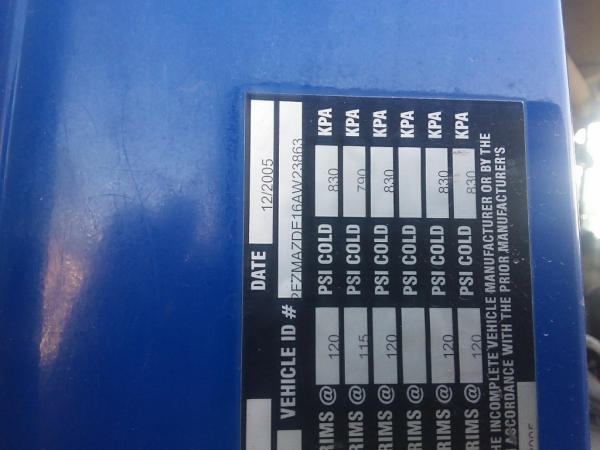 DATE 12/2005
VEHICLE ID # 2FZMAZDE16AW23863
RIMS @ 120 PSI COLD 830 KPA
RIMS @ 115 PSI COLD 790 KPA
RIMS @ 120 PSI COLD 830 KPA
RIMS @ PSI COLD KPA
RIMS @ 120 PSI COLD 830 KPA
RIMS @ 120 PSI COLD 830 KPA
HE INCOMPLETE VEHICLE MANUFACTURER OR BY THE
ACCORDANCE WITH THE PRIOR MANUFACTURER'S